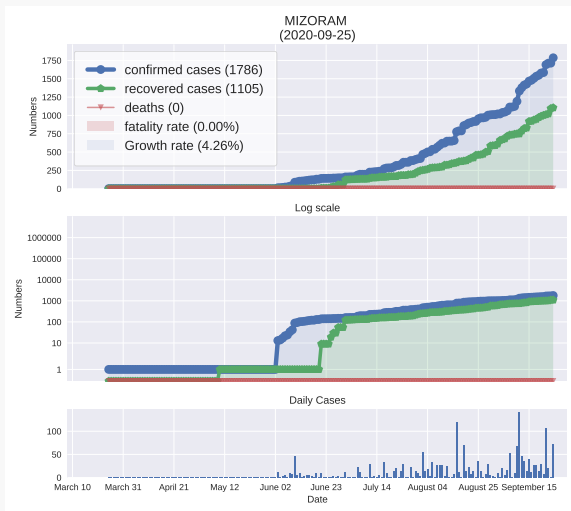 MIZORAM
(2020-09-25)
Numbers
1750
1500
1250
1000
750
500
250
0
confirmed cases (1786)
recovered cases (1105)
deaths (0)
fatality rate (0.00%)
Growth rate (4.26%)
Log scale
Numbers
1000000
100000
10000
1000
100
10
1
Daily Cases
100
50
0
March 10 March 31 April 21 May 12 June 02 June 23 July 14 August 04 August 25 September 15
Date